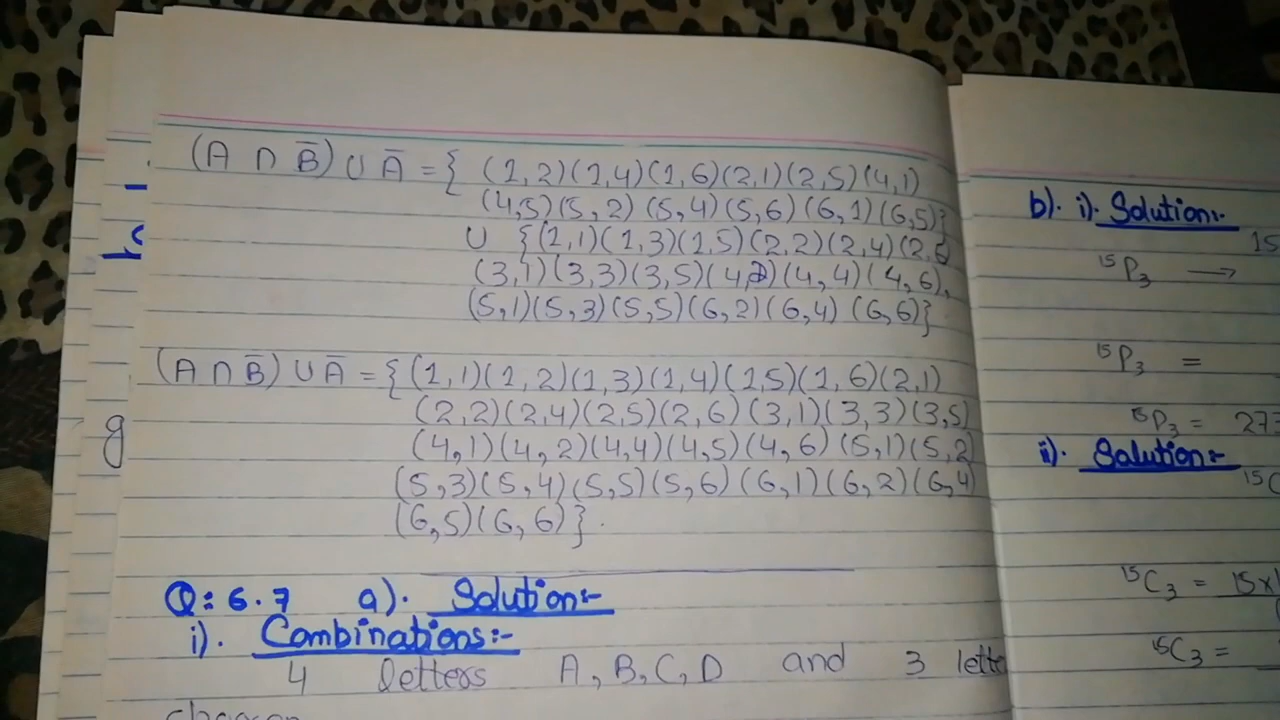 (A ∩ B̅) ∪ A̅ = { (1,2)(1,4)(1,6)(2,1)(2,5)(4,1)
(4,5)(5,2)(5,4)(5,6)(6,1)(6,5)}
∪ {(1,1)(1,3)(1,5)(2,2)(2,4)(2,6
(3,1)(3,3)(3,5)(4,2)(4,4)(4,6),
(5,1)(5,3)(5,5)(6,2)(6,4)(6,6)}
(A ∩ B̅) ∪ A̅ = {(1,1)(1,2)(1,3)(1,4)(1,5)(1,6)(2,1)
(2,2)(2,4)(2,5)(2,6)(3,1)(3,3)(3,5)
(4,1)(4,2)(4,4)(4,5)(4,6)(5,1)(5,2)
(5,3)(5,4)(5,5)(5,6)(6,1)(6,2)(6,4)
(6,5)(6,6)}.
Q: 6.7 a). Solution:-
i). Combinations:-
4 letters A, B, C, D and 3 lette
b). i). Solution:-
15
¹⁵P₃ →
¹⁵P₃ =
¹⁵P₃ = 273
ii). Solution:-
¹⁵C
¹⁵C₃ = 15x1
¹⁵C₃ =